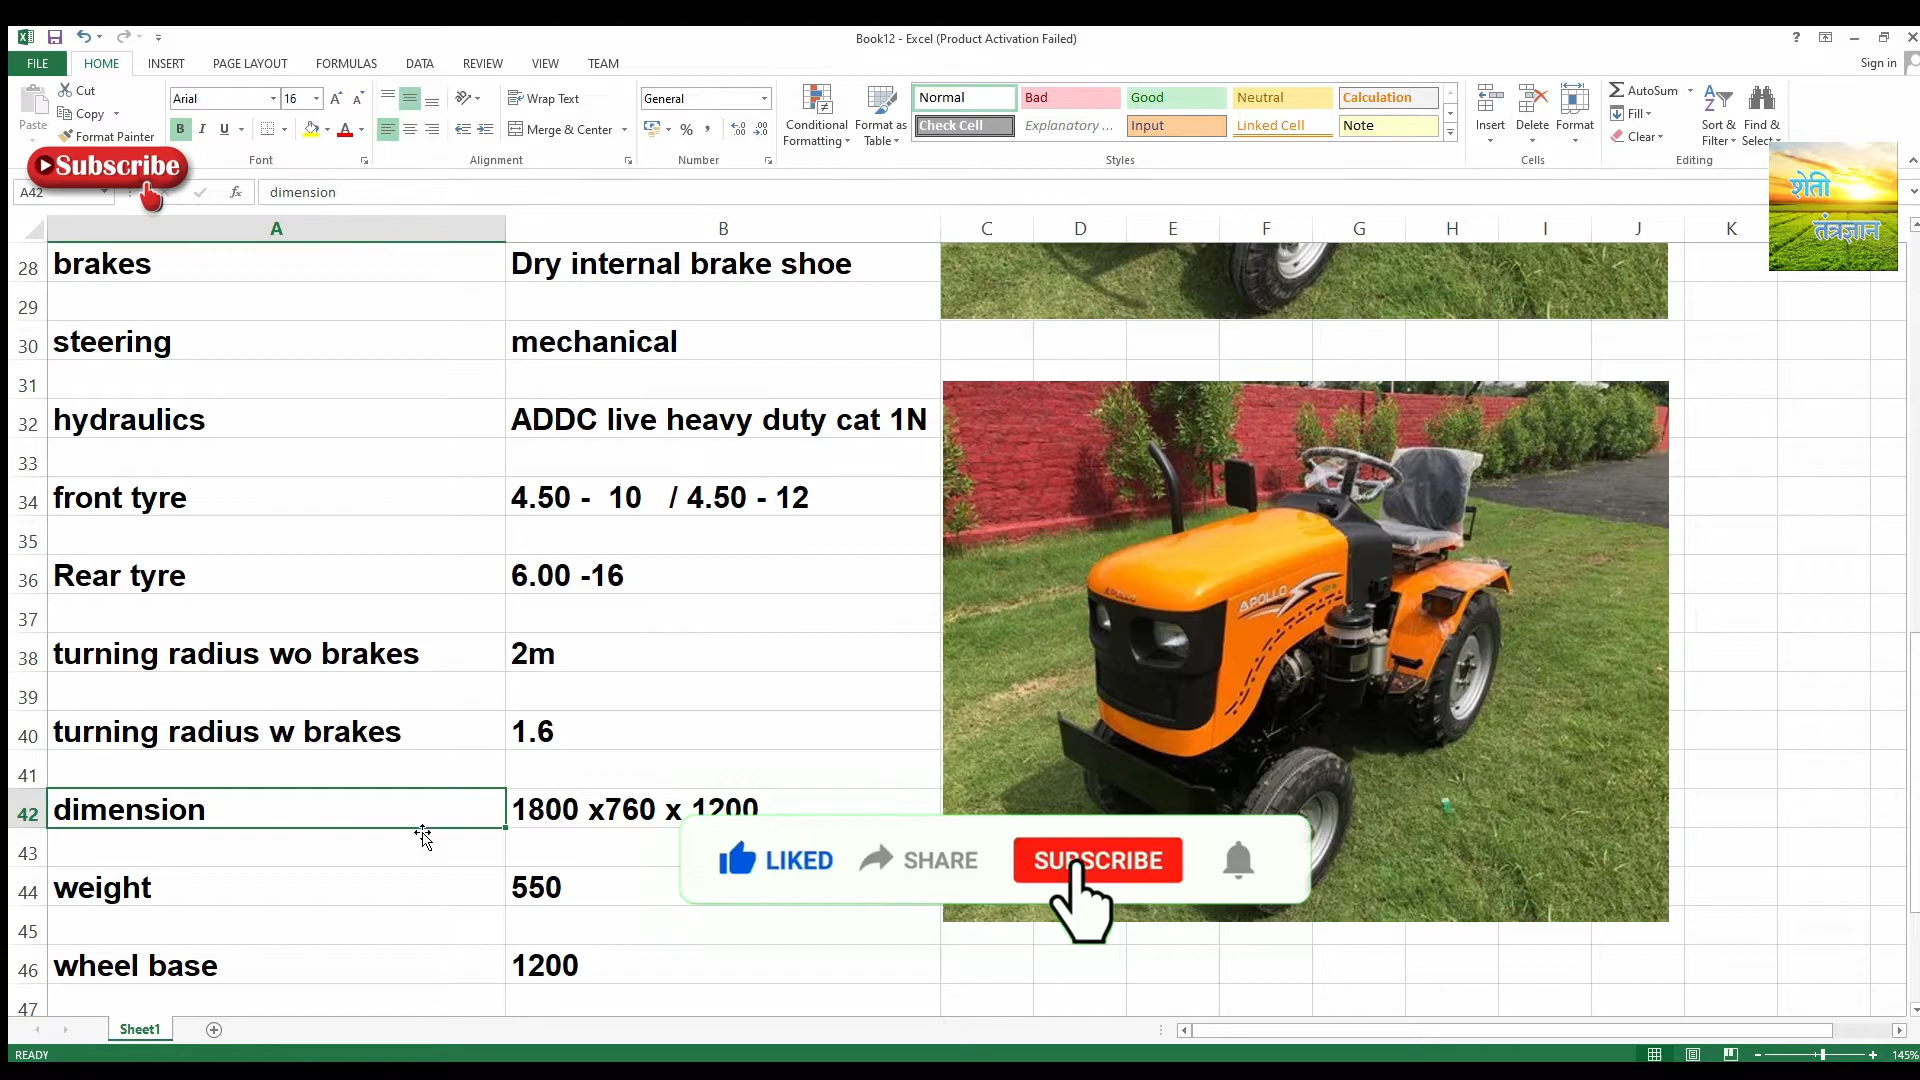 Book12 - Excel (Product Activation Failed)
FILE HOME INSERT PAGE LAYOUT FORMULAS DATA REVIEW VIEW TEAM
Sign in
Paste
Cut
Copy
Format Painter
Arial 16
B I U
Font
Wrap Text
Merge & Center
Alignment
General
Number
Conditional Formatting
Format as Table
Normal Bad Good Neutral Calculation
Check Cell Explanatory ... Input Linked Cell Note
Styles
Insert Delete Format
Cells
AutoSum
Fill
Clear
Sort & Filter
Find & Select
Editing
Subscribe
शेती
तंत्रज्ञान
A42 fx dimension
A B C D E F G H I J K
28 brakes Dry internal brake shoe
29
30 steering mechanical
31
32 hydraulics ADDC live heavy duty cat 1N
33
34 front tyre 4.50 - 10 / 4.50 - 12
35
36 Rear tyre 6.00 -16
37
38 turning radius wo brakes 2m
39
40 turning radius w brakes 1.6
41
42 dimension 1800 x760 x 1200
43
44 weight 550
45
46 wheel base 1200
47
APOLLO
APOLLO
LIKED SHARE SUBSCRIBE
Sheet1
READY
145%